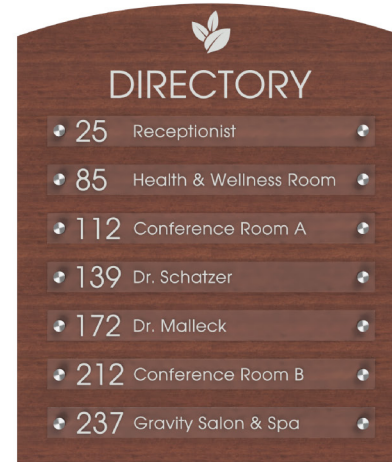 DIRECTORY
25 Receptionist
85 Health & Wellness Room
112 Conference Room A
139 Dr. Schatzer
172 Dr. Malleck
212 Conference Room B
237 Gravity Salon & Spa